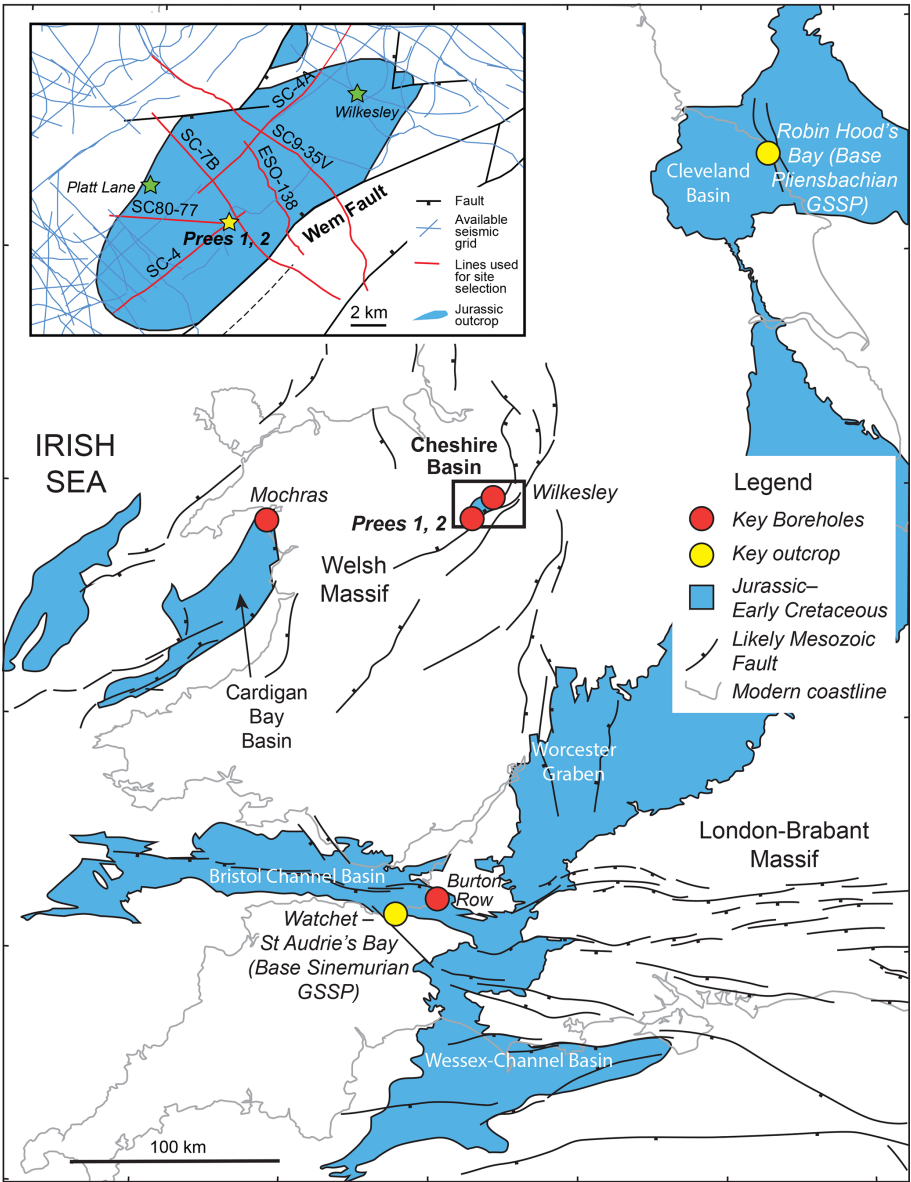 SC-4A
Wilkesley
SC-7B
SC9-35V
ESO-138
Platt Lane
SC80-77
Prees 1, 2
SC-4
Wem Fault
Fault
Available
seismic
grid
Lines used
for site
selection
Jurassic
outcrop
2 km
Robin Hood's
Bay (Base
Pliensbachian
GSSP)
Cleveland
Basin
IRISH
SEA
Cheshire
Basin
Mochras
Wilkesley
Prees 1, 2
Welsh
Massif
Legend
Key Boreholes
Key outcrop
Jurassic–
Early Cretaceous
Likely Mesozoic
Fault
Modern coastline
Cardigan
Bay
Basin
Worcester
Graben
London-Brabant
Massif
Bristol Channel Basin
Burton
Row
Watchet –
St Audrie's Bay
(Base Sinemurian
GSSP)
Wessex-Channel Basin
100 km